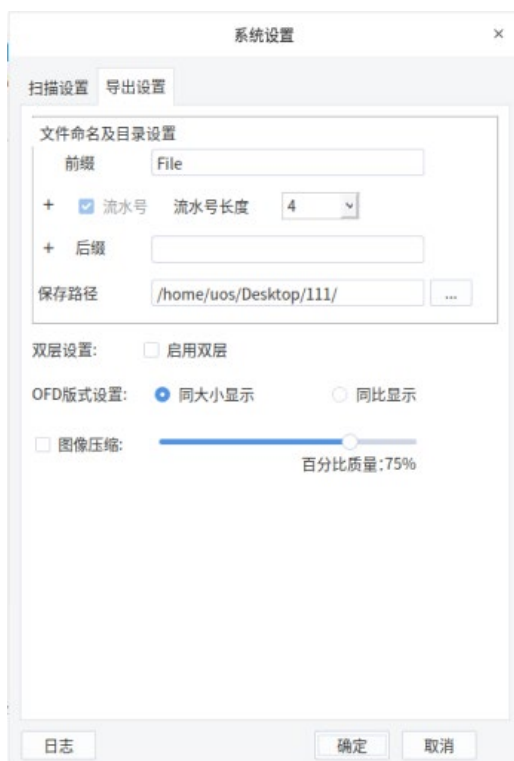 系统设置 ×
扫描设置 导出设置
文件命名及目录设置
前缀 File
+ 流水号 流水号长度 4
+ 后缀
保存路径 /home/uos/Desktop/111/ ...
双层设置: 启用双层
OFD版式设置: 同大小显示 同比显示
图像压缩:
百分比质量:75%
日志 确定 取消